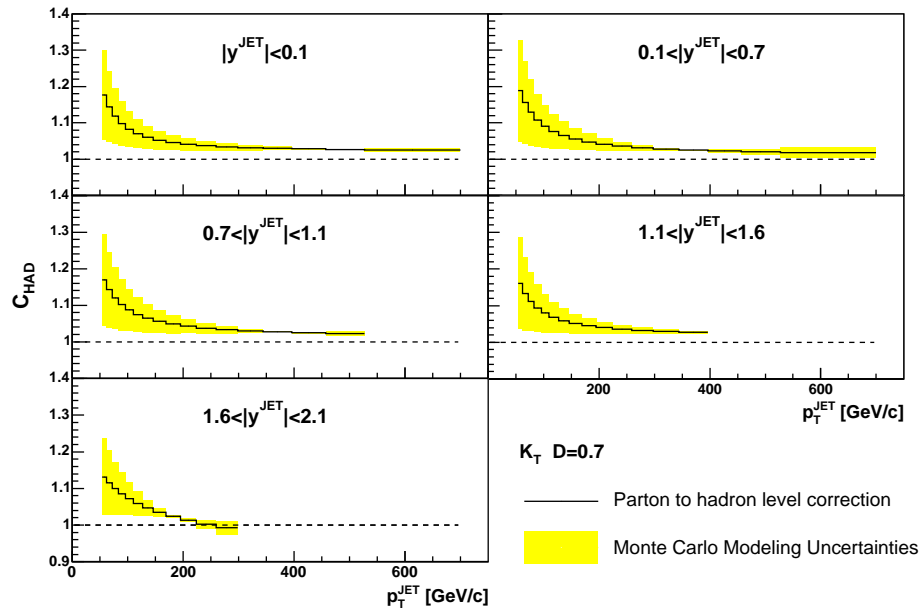 1.4
|y^JET|<0.1
0.1<|y^JET|<0.7
1.3
1.2
1.1
1
1.4
0.7<|y^JET|<1.1
1.1<|y^JET|<1.6
1.3
1.2
1.1
1
1.4
C_HAD
200 400 600
p_T^JET [GeV/c]
1.6<|y^JET|<2.1
1.3
1.2
1.1
1
0.9
0 200 400 600
p_T^JET [GeV/c]
K_T D=0.7
Parton to hadron level correction
Monte Carlo Modeling Uncertainties